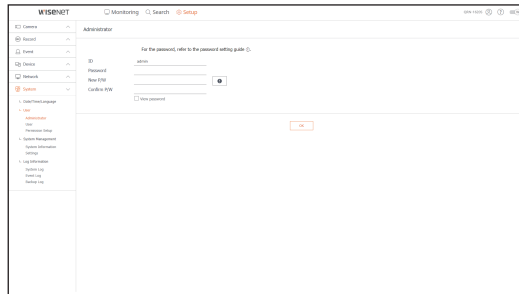 WISENET
Monitoring Search Setup
Camera
Record
Event
Device
Network
System
Date/Time/Language
User
Administrator
User
Permission Setup
System Management
System Information
Settings
Log Information
System Log
Event Log
Backup Log
Administrator
For the password, refer to the password setting guide
ID admin
Password
New P/W
Confirm P/W
View password
OK